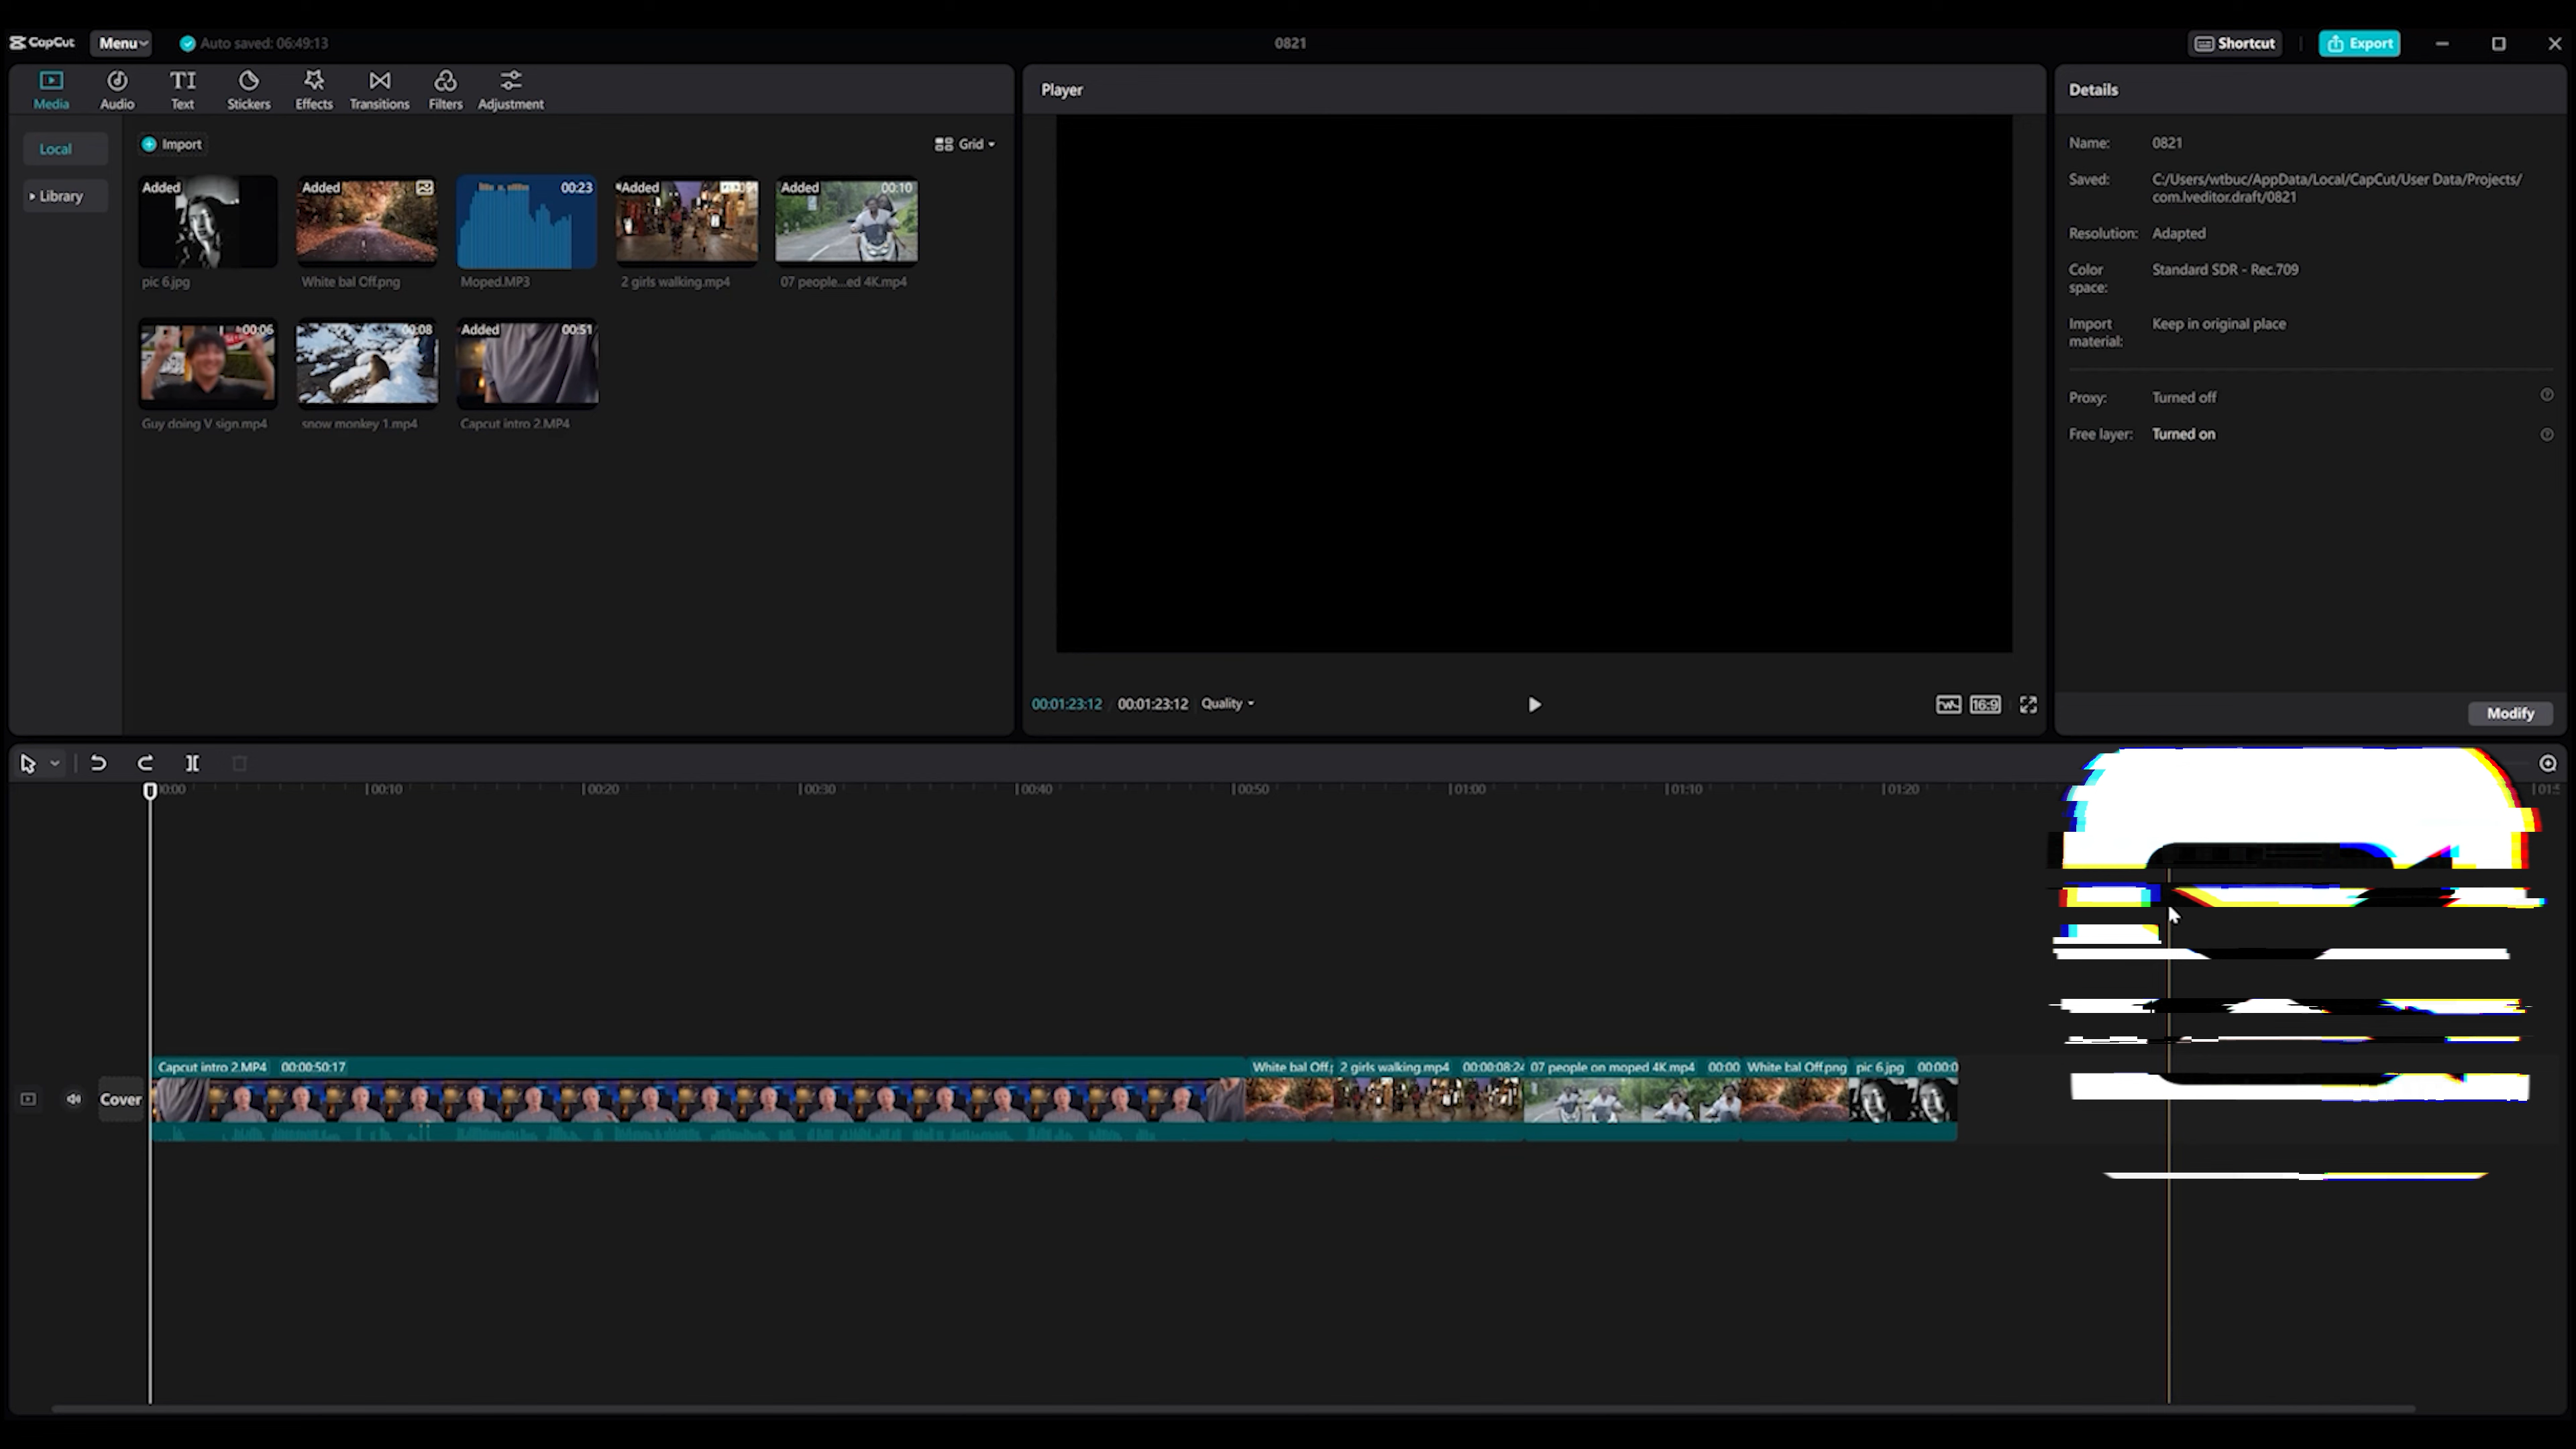 CapCut Menu Auto saved: 06:49:13 0821 Shortcut Export
Media Audio Text Stickers Effects Transitions Filters Adjustment
Player
Details
Local
Library
Import
Grid
Added
pic 6.jpg
Added
White bal Off.png
00:23
Moped.MP3
Added
2 girls walking.mp4
Added 00:10
07 people...ed 4K.mp4
00:06
Guy doing V sign.mp4
00:08
snow monkey 1.mp4
Added 00:51
Capcut intro 2.MP4
00:01:23:12 00:01:23:12 Quality
16:9
Name: 0821
Saved: C:/Users/wtbuc/AppData/Local/CapCut/User Data/Projects/
com.lveditor.draft/0821
Resolution: Adapted
Color space: Standard SDR - Rec.709
Import material: Keep in original place
Proxy: Turned off
Free layer: Turned on
Modify
00:00 00:10 00:20 00:30 00:40 00:50 01:00 01:10 01:20
Capcut intro 2.MP4 00:00:50:17 White bal Off. 2 girls walking.mp4 00:00:08:24 07 people on moped 4K.mp4 00:00 White bal Off.png pic 6.jpg 00:00:0
Cover